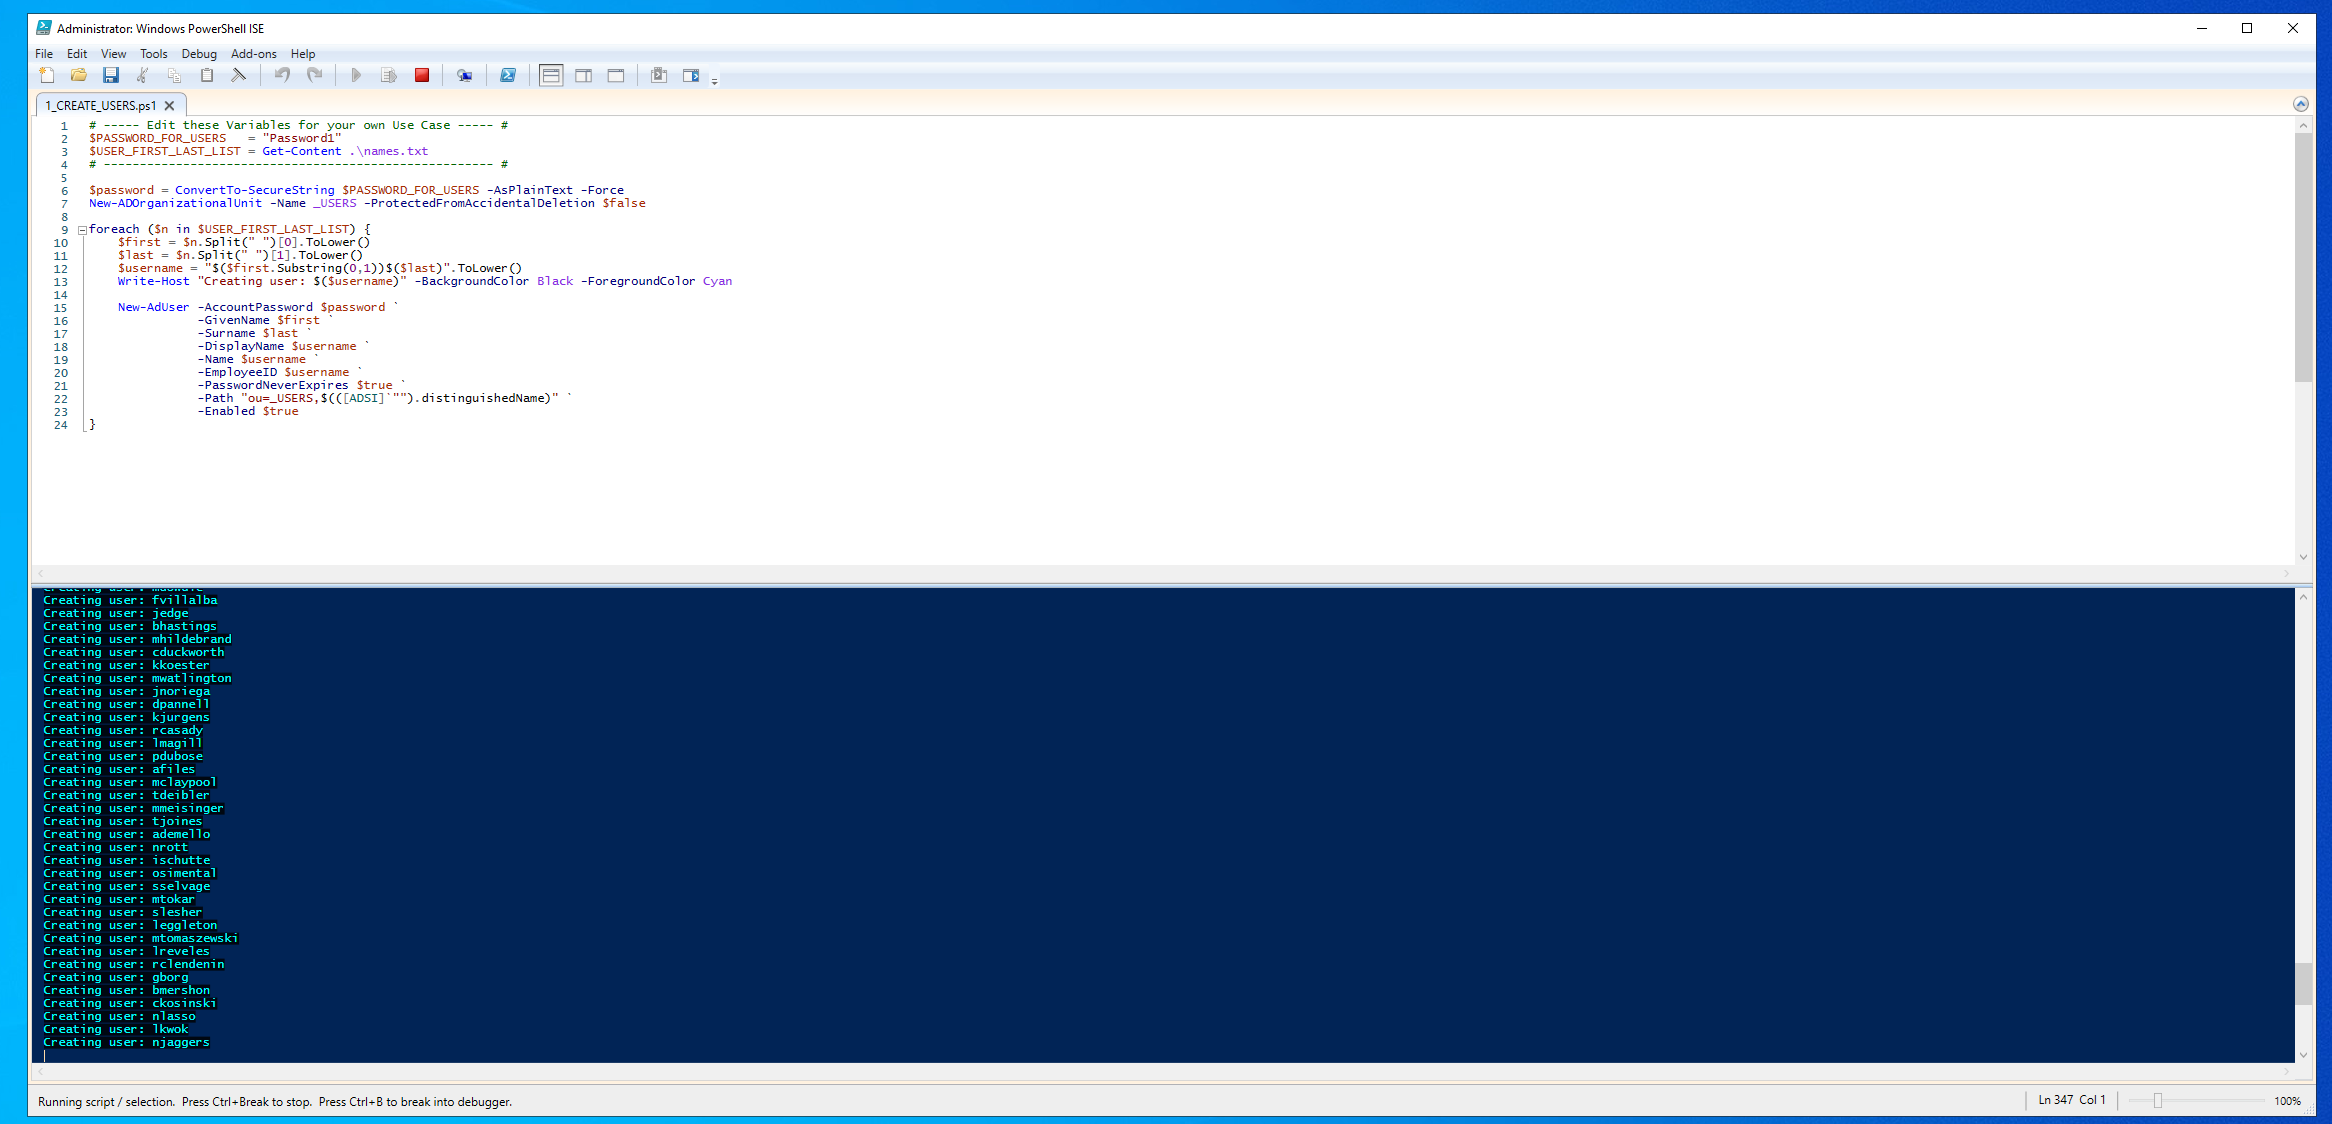 Administrator: Windows PowerShell ISE
File Edit View Tools Debug Add-ons Help
1_CREATE_USERS.ps1
1 # ----- Edit these Variables for your own Use Case ----- #
2 $PASSWORD_FOR_USERS   = "Password1"
3 $USER_FIRST_LAST_LIST = Get-Content .\names.txt
4 # ------------------------------------------------------ #
5
6 $password = ConvertTo-SecureString $PASSWORD_FOR_USERS -AsPlainText -Force
7 New-ADOrganizationalUnit -Name _USERS -ProtectedFromAccidentalDeletion $false
8
9 foreach ($n in $USER_FIRST_LAST_LIST) {
10     $first = $n.Split(" ")[0].ToLower()
11     $last = $n.Split(" ")[1].ToLower()
12     $username = "$($first.Substring(0,1))$($last)".ToLower()
13     Write-Host "Creating user: $($username)" -BackgroundColor Black -ForegroundColor Cyan
14
15     New-AdUser -AccountPassword $password `
16                -GivenName $first `
17                -Surname $last `
18                -DisplayName $username `
19                -Name $username `
20                -EmployeeID $username `
21                -PasswordNeverExpires $true `
22                -Path "ou=_USERS,$(([ADSI]`"").distinguishedName)" `
23                -Enabled $true
24 }
Creating user: fvillalba
Creating user: jedge
Creating user: bhastings
Creating user: mhildebrand
Creating user: cduckworth
Creating user: kkoester
Creating user: mwatlington
Creating user: jnoriega
Creating user: dpannell
Creating user: kjurgens
Creating user: rcasady
Creating user: lmagill
Creating user: pdubose
Creating user: afiles
Creating user: mclaypool
Creating user: tdeibler
Creating user: mmeisinger
Creating user: tjoines
Creating user: ademello
Creating user: nrott
Creating user: ischutte
Creating user: osimental
Creating user: sselvage
Creating user: mtokar
Creating user: slesher
Creating user: leggleton
Creating user: mtomaszewski
Creating user: lreveles
Creating user: rclendenin
Creating user: gborg
Creating user: bmershon
Creating user: ckosinski
Creating user: nlasso
Creating user: lkwok
Creating user: njaggers
Running script / selection.  Press Ctrl+Break to stop.  Press Ctrl+B to break into debugger.
Ln 347  Col 1
100%